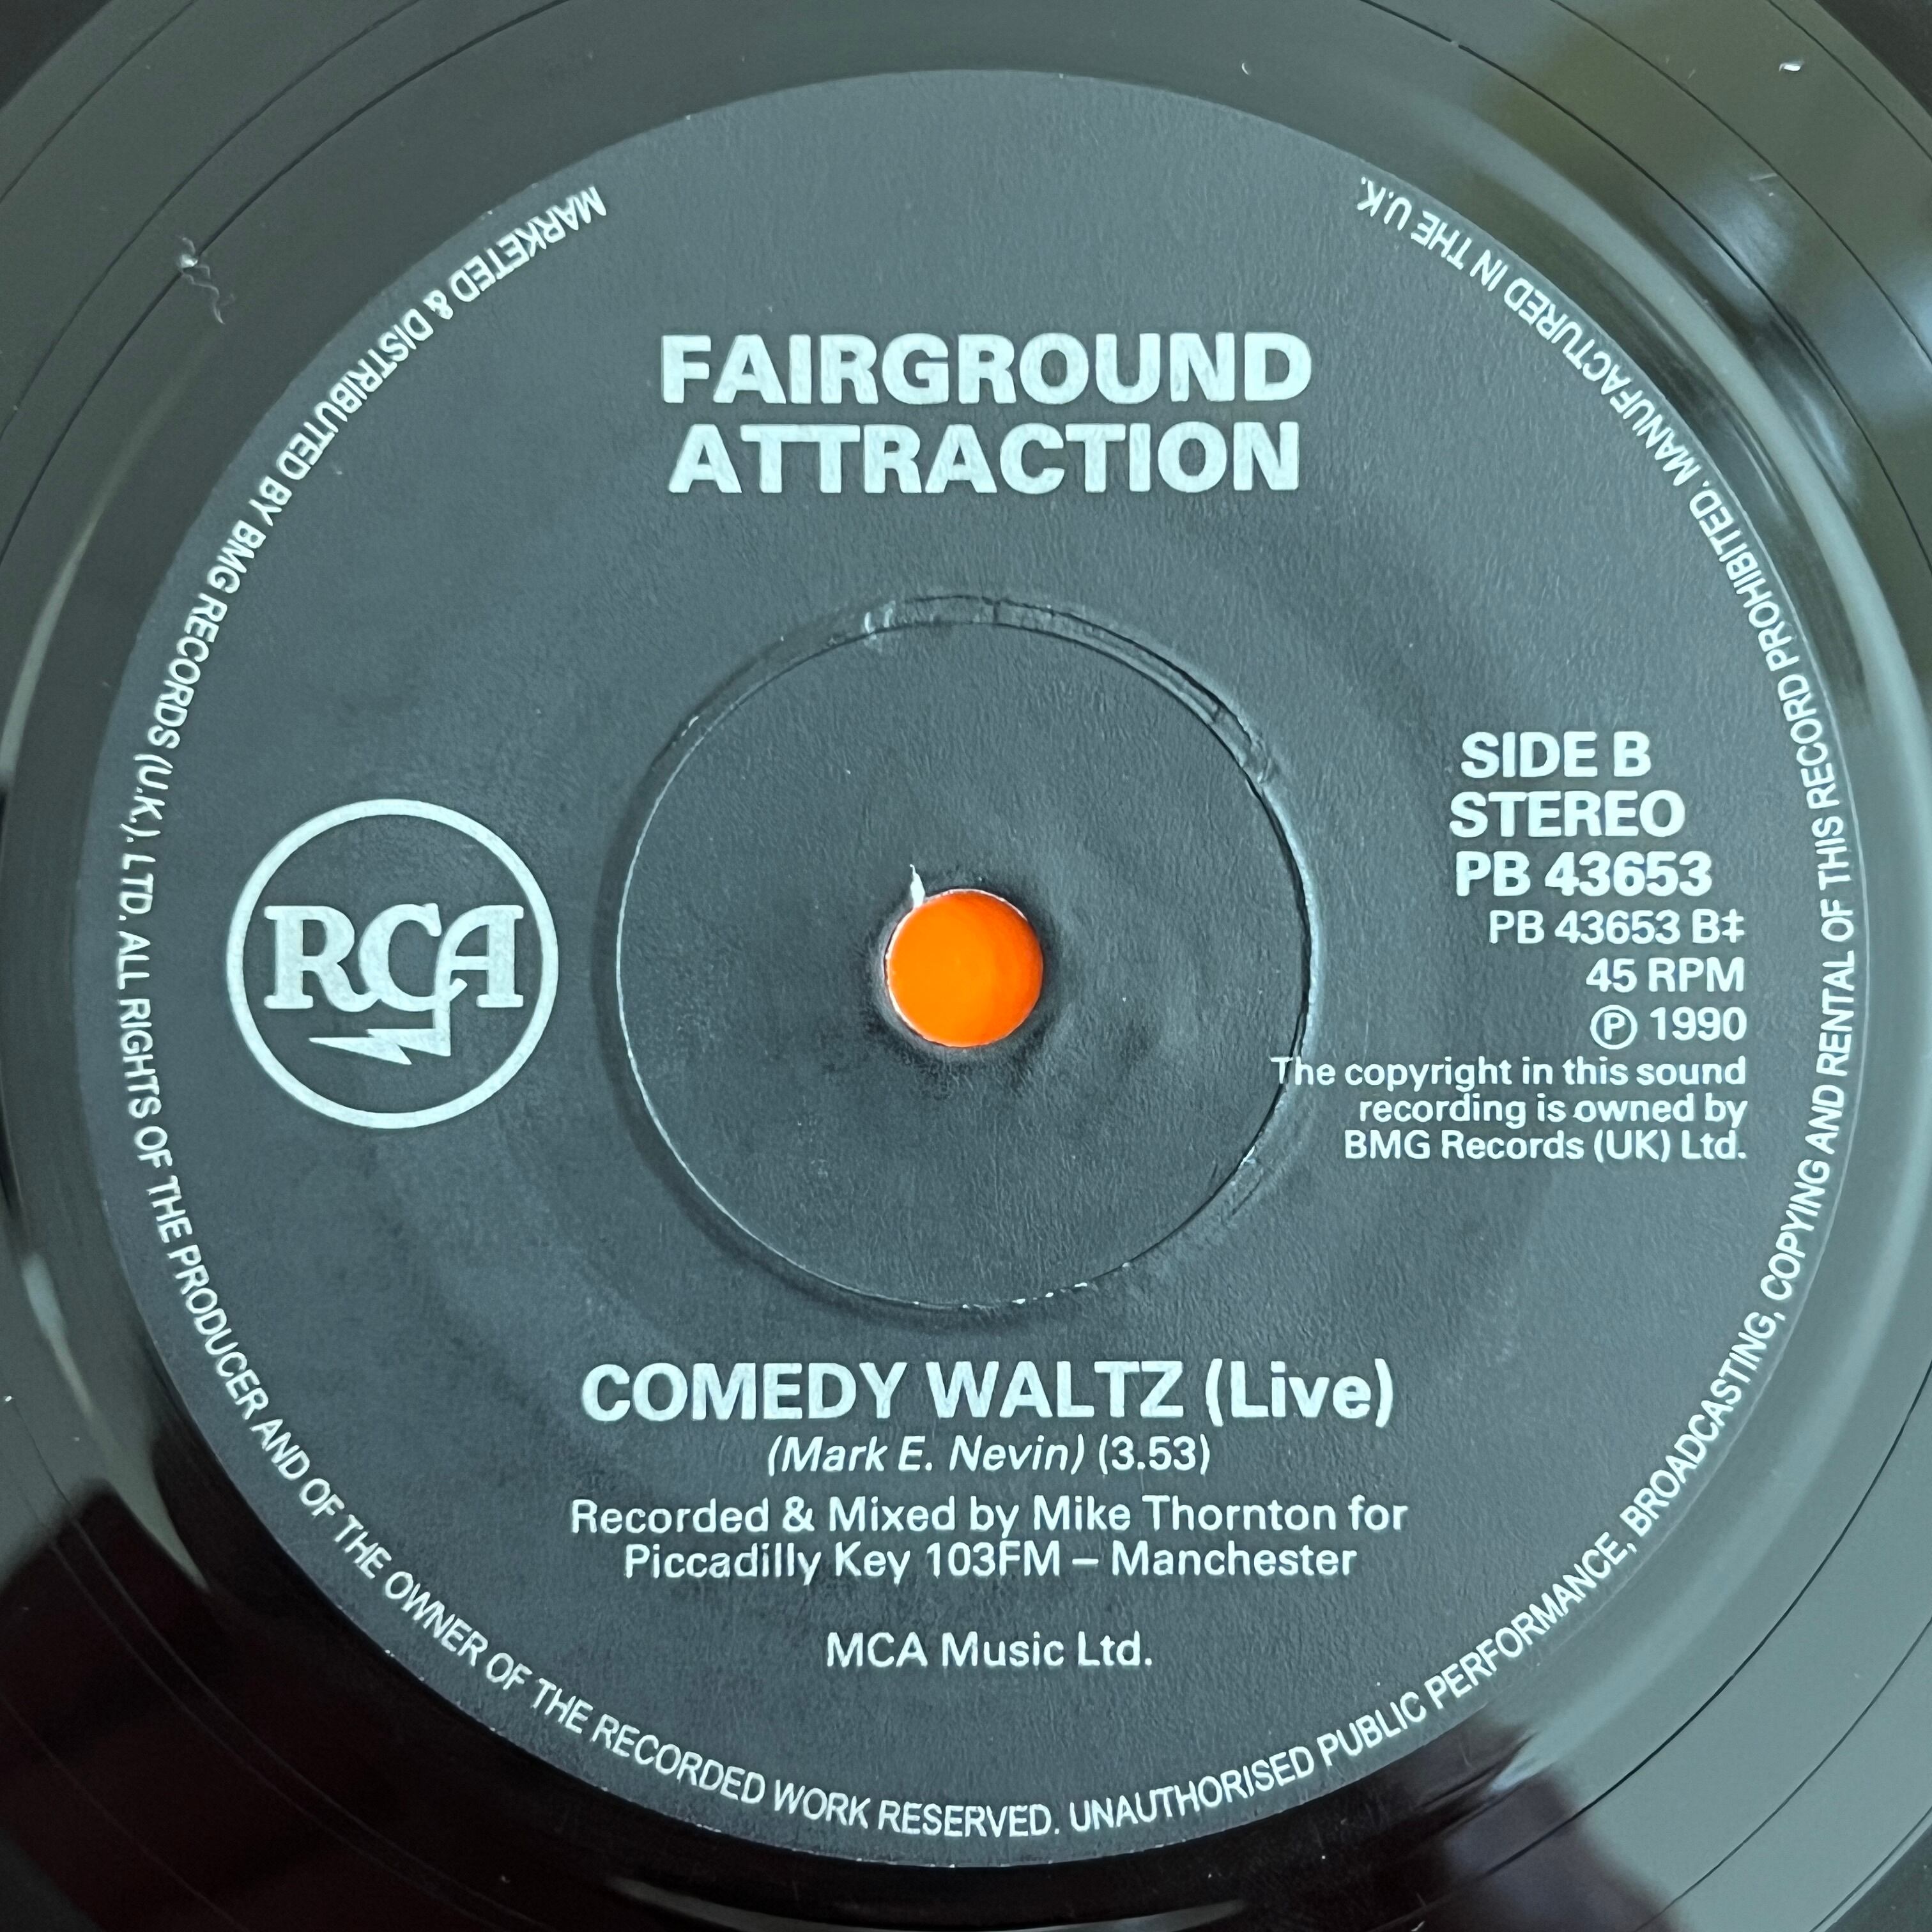 FAIRGROUND
ATTRACTION
RCA
SIDE B
STEREO
PB 43653
PB 43653 B‡
45 RPM
℗ 1990
The copyright in this sound
recording is owned by
BMG Records (UK) Ltd.
COMEDY WALTZ (Live)
(Mark E. Nevin) (3.53)
Recorded & Mixed by Mike Thornton for
Piccadilly Key 103FM – Manchester
MCA Music Ltd.
MARKETED & DISTRIBUTED BY BMG RECORDS (U.K.). LTD. ALL RIGHTS OF THE PRODUCER AND OF THE OWNER OF THE RECORDED WORK RESERVED. UNAUTHORISED PUBLIC PERFORMANCE, BROADCASTING, COPYING AND RENTAL OF THIS RECORD PROHIBITED. MANUFACTURED IN THE U.K.